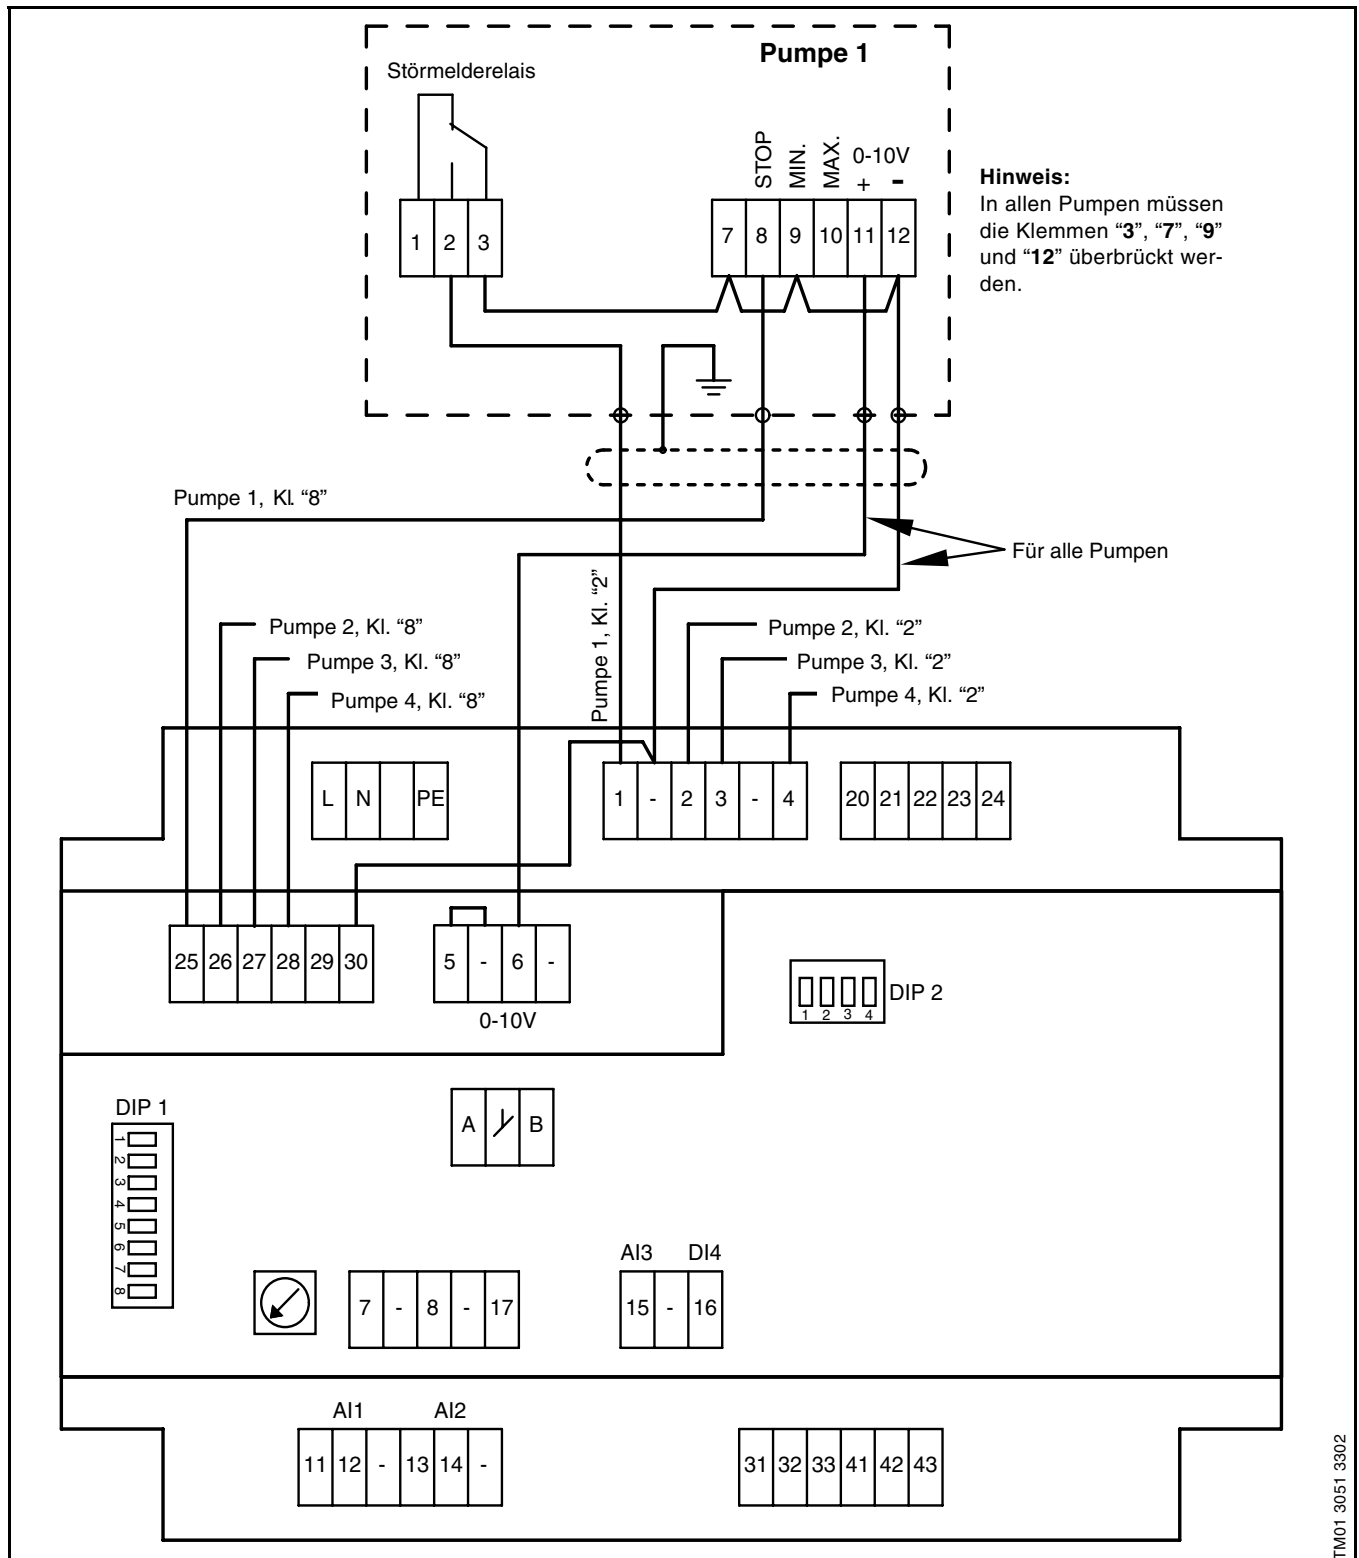 Pumpe 1
Störmelderelais
STOP
MIN.
MAX.
0-10V
+ -
1 2 3
7 8 9 10 11 12
Hinweis:
In allen Pumpen müssen
die Klemmen “3”, “7”, “9”
und “12” überbrückt wer-
den.
Pumpe 1, Kl. “8”
Für alle Pumpen
Pumpe 1, Kl. “2”
Pumpe 2, Kl. “8”
Pumpe 3, Kl. “8”
Pumpe 4, Kl. “8”
Pumpe 2, Kl. “2”
Pumpe 3, Kl. “2”
Pumpe 4, Kl. “2”
L N PE
1 - 2 3 - 4
20 21 22 23 24
25 26 27 28 29 30
5 - 6 -
0-10V
1 2 3 4
DIP 2
DIP 1
1
2
3
4
5
6
7
8
A B
7 - 8 - 17
AI3 DI4
15 - 16
AI1 AI2
11 12 - 13 14 -
31 32 33 41 42 43
TM01 3051 3302